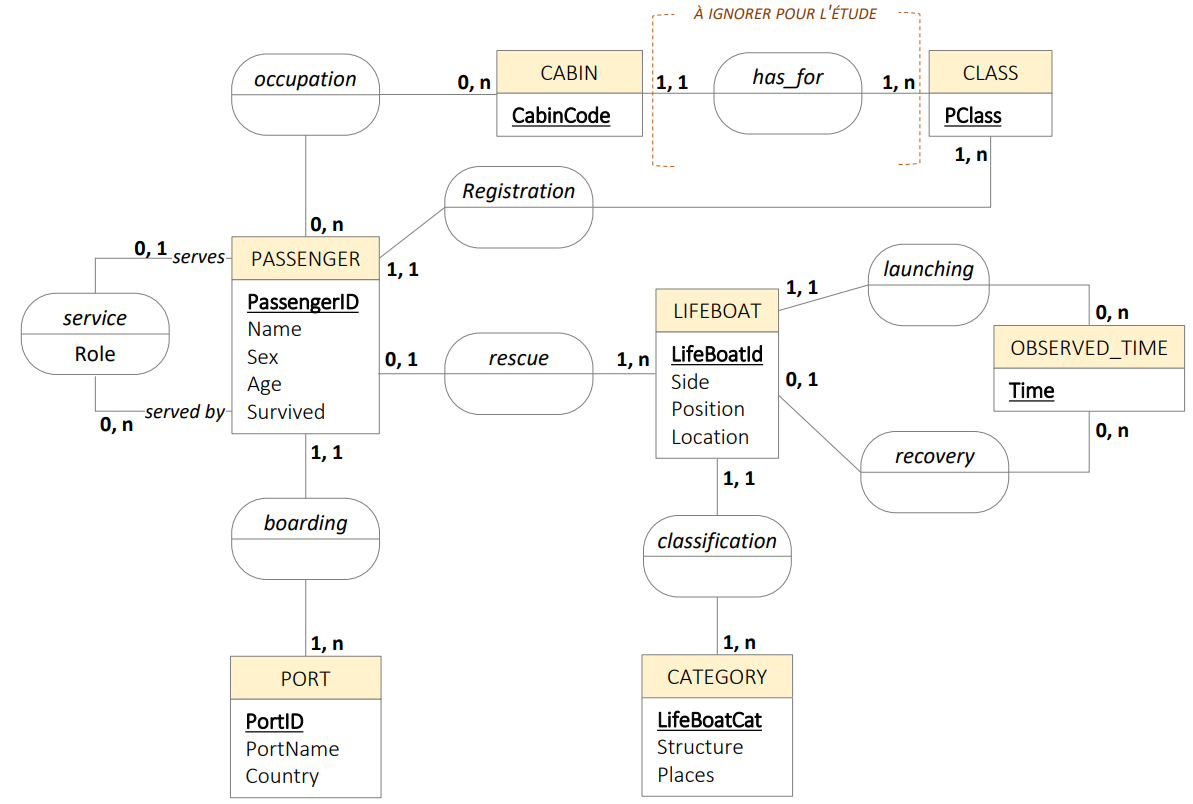 À IGNORER POUR L'ÉTUDE
occupation
0, n
CABIN
CabinCode
1, 1
has_for
1, n
CLASS
PClass
1, n
Registration
0, n
0, 1
serves
PASSENGER
1, 1
PassengerID
Name
Sex
Age
Survived
service
Role
served by
0, n
0, 1
rescue
1, n
LIFEBOAT
LifeBoatId
Side
Position
Location
1, 1
launching
0, n
OBSERVED_TIME
Time
0, 1
0, n
recovery
1, 1
boarding
1, n
PORT
PortID
PortName
Country
1, 1
classification
1, n
CATEGORY
LifeBoatCat
Structure
Places